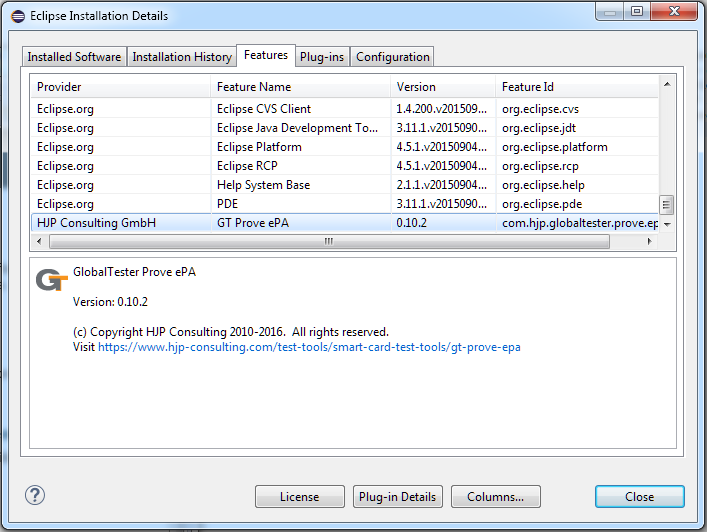 Eclipse Installation Details
Installed Software Installation History Features Plug-ins Configuration
Provider Feature Name Version Feature Id
Eclipse.org Eclipse CVS Client 1.4.200.v201509... org.eclipse.cvs
Eclipse.org Eclipse Java Development To... 3.11.1.v20150904... org.eclipse.jdt
Eclipse.org Eclipse Platform 4.5.1.v20150904... org.eclipse.platform
Eclipse.org Eclipse RCP 4.5.1.v20150904... org.eclipse.rcp
Eclipse.org Help System Base 2.1.1.v20150904... org.eclipse.help
Eclipse.org PDE 3.11.1.v20150904... org.eclipse.pde
HJP Consulting GmbH GT Prove ePA 0.10.2 com.hjp.globaltester.prove.ep
GT GlobalTester Prove ePA
Version: 0.10.2
(c) Copyright HJP Consulting 2010-2016.  All rights reserved.
Visit https://www.hjp-consulting.com/test-tools/smart-card-test-tools/gt-prove-epa
? License Plug-in Details Columns... Close